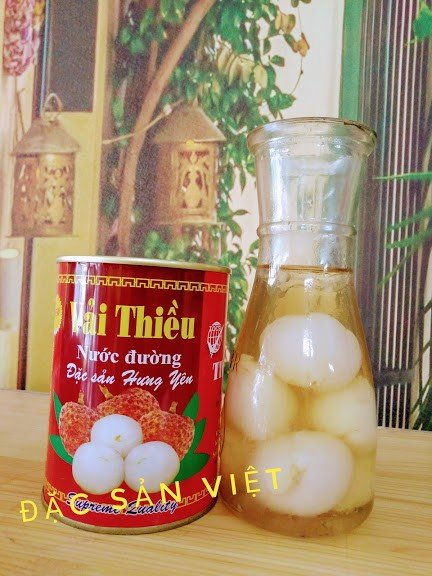 Vải Thiều
Nước đường
Đặc sản Hưng Yên
ĐẶC SẢN VIỆT
Supreme Quality